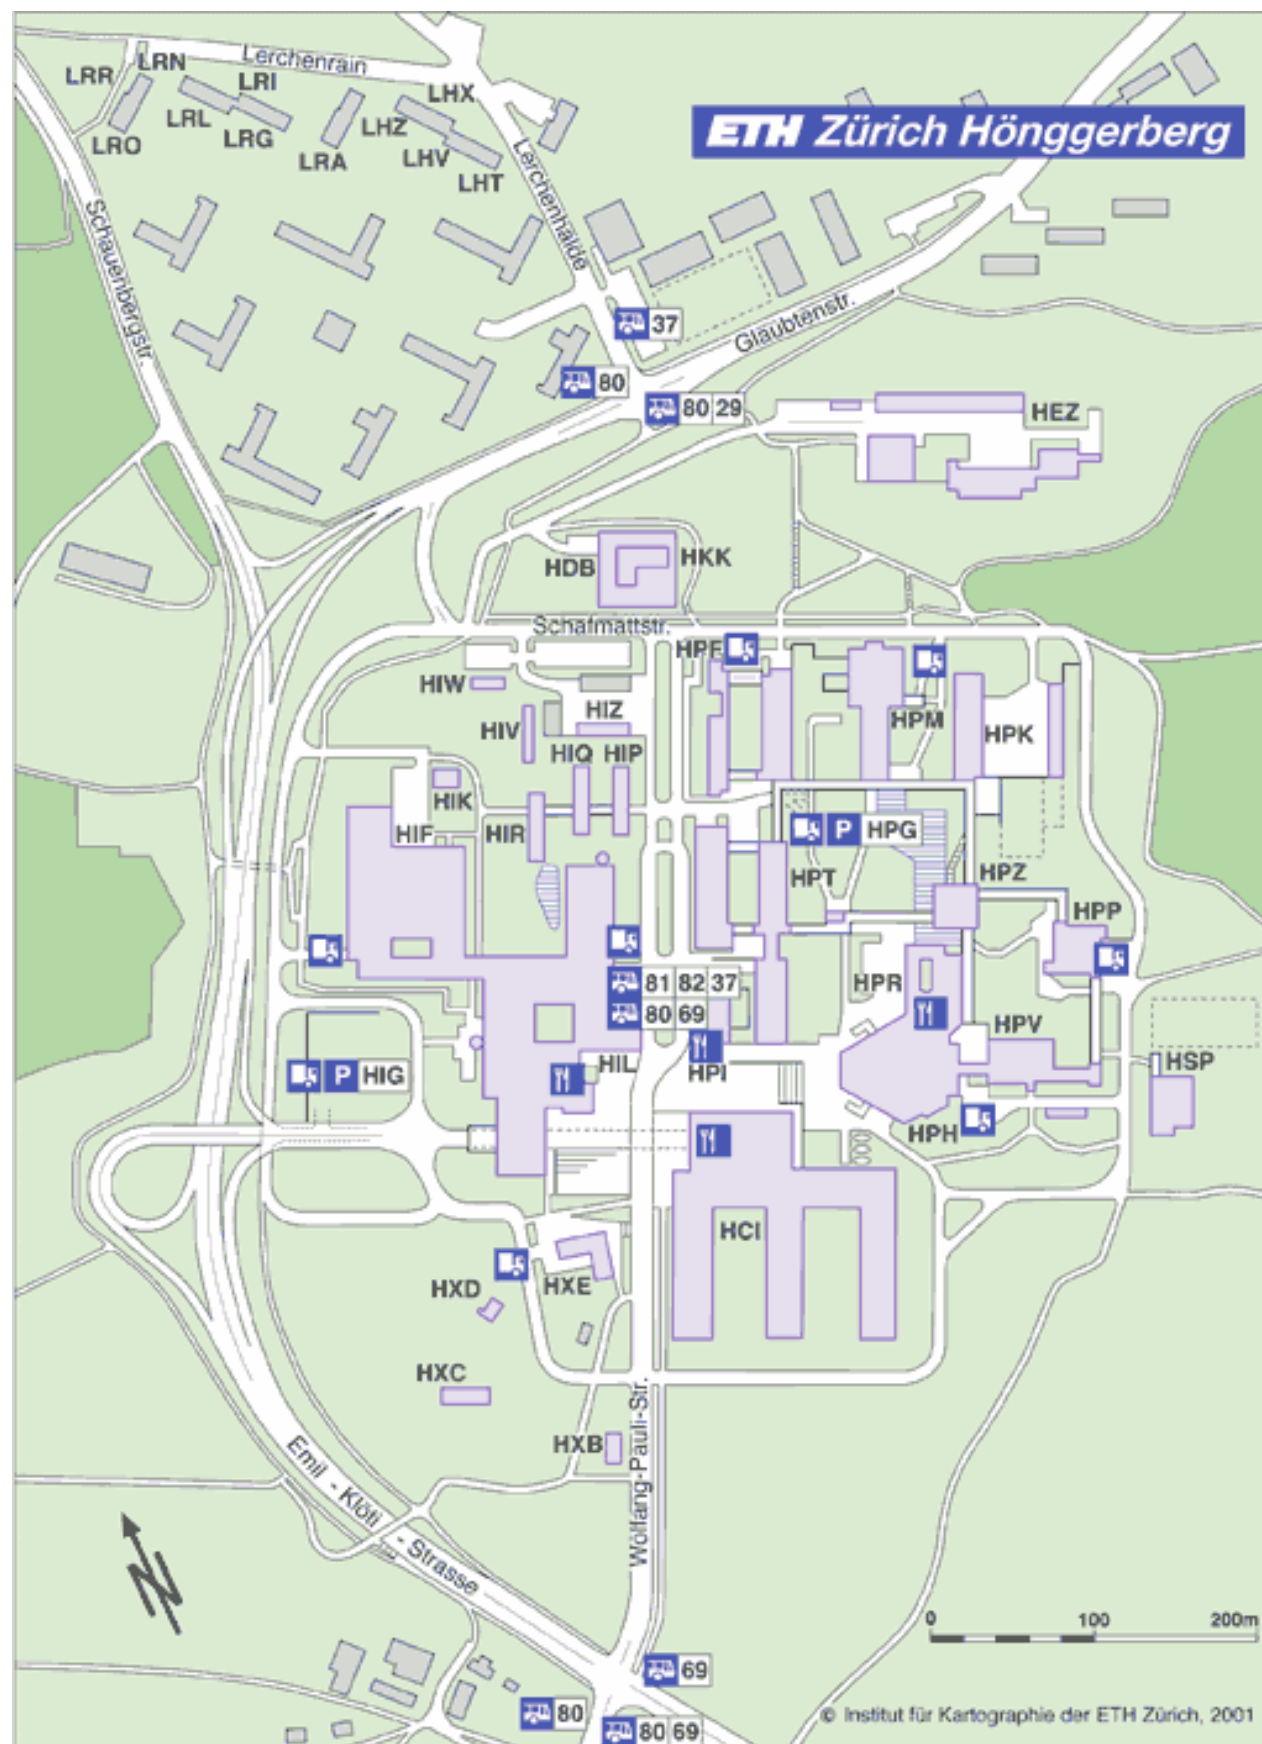 LRN
Lerchenrain
LRR
LRI
LHX
LRL
LRG
LHZ
LRO
LRA
LHV
LHT
ETH Zürich Hönggerberg
Lerchenhalde
Schauenbergstr.
37
Glaubtenstr.
80
80 29
HEZ
HDB
HKK
Schafmattstr.
HPF
HIW
HIZ
HIV
HPM
HPK
HIQ
HIP
HIK
HIF
HIR
P HPG
HPT
HPZ
HPP
81 82 37
HPR
80 69
HPV
HIL
HPI
P HIG
HSP
HPH
HCI
HXD
HXE
HXC
HXB
Wolfang-Pauli-Str.
Emil - Klöti - Strasse
N
0 100 200m
69
80
80 69
© Institut für Kartographie der ETH Zürich, 2001